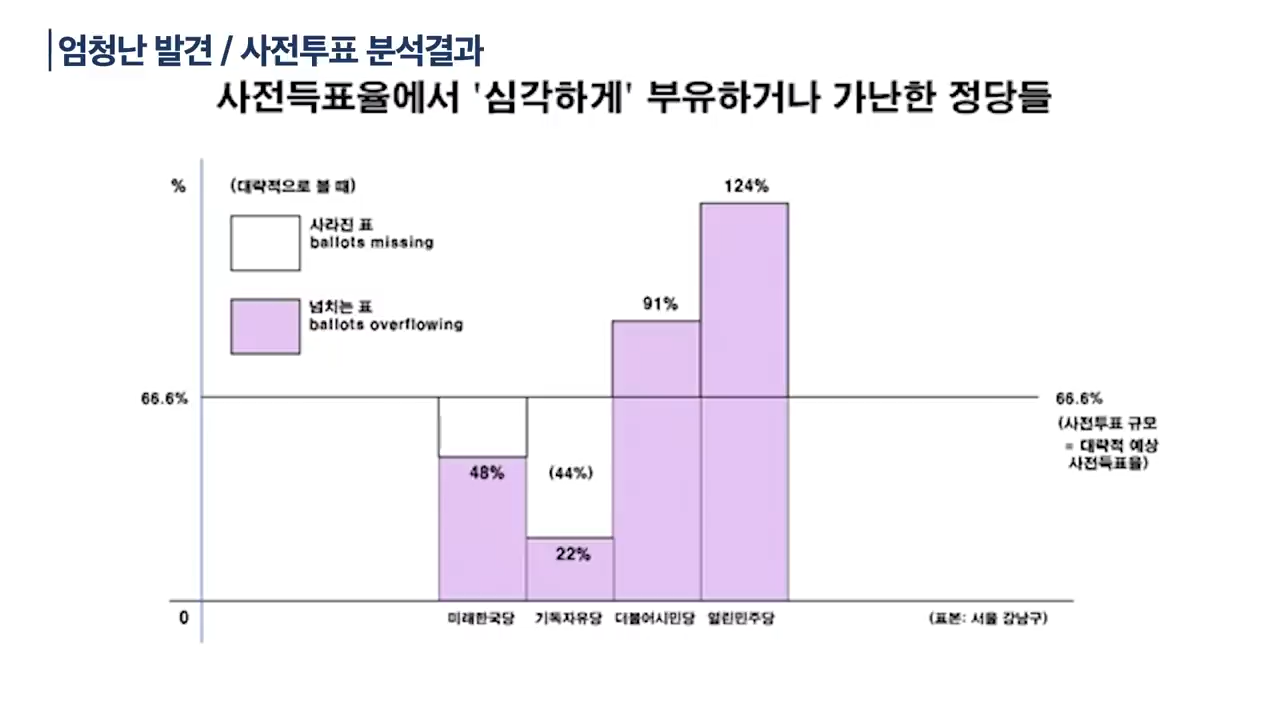 엄청난 발견 / 사전투표 분석결과
사전득표율에서 '심각하게' 부유하거나 가난한 정당들
%
(대략적으로 볼 때)
124%
사라진 표
ballots missing
넘치는 표
ballots overflowing
91%
66.6%
66.6%
(사전투표 규모
= 대략적 예상
사전득표율)
48%
(44%)
22%
0
미래한국당 기독자유당 더불어시민당 열린민주당
(표본: 서울 강남구)